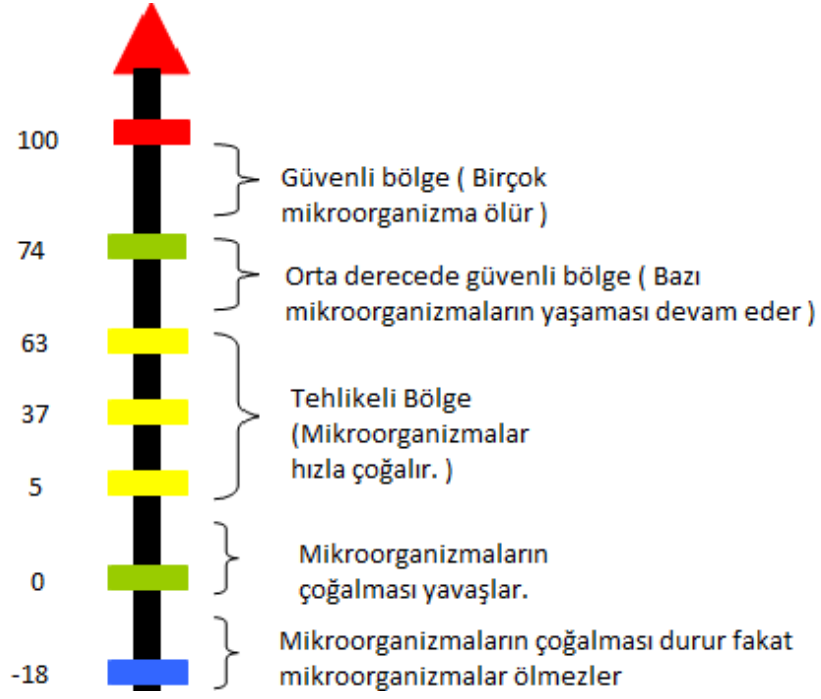 100
Güvenli bölge ( Birçok
mikroorganizma ölür )
74
Orta derecede güvenli bölge ( Bazı
mikroorganizmaların yaşaması devam eder )
63
37
Tehlikeli Bölge
(Mikroorganizmalar
hızla çoğalır. )
5
Mikroorganizmaların
çoğalması yavaşlar.
0
Mikroorganizmaların çoğalması durur fakat
mikroorganizmalar ölmezler
-18